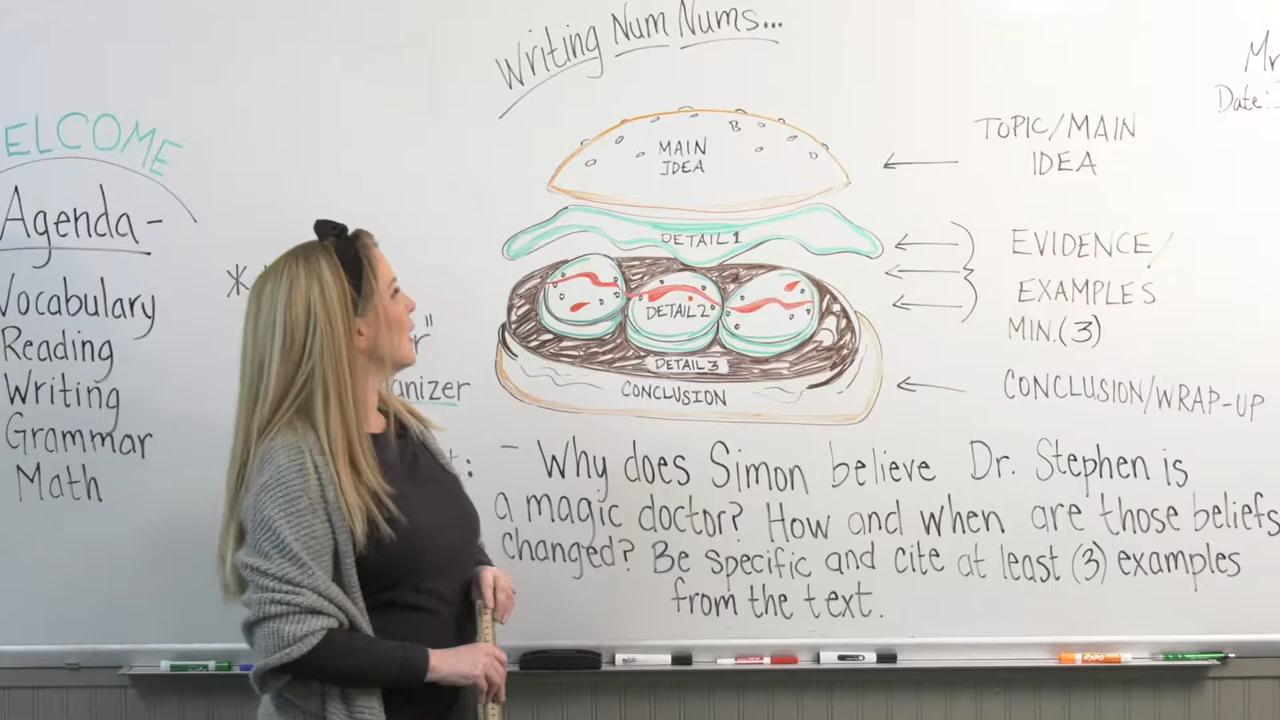 Writing Num Nums...
ELCOME
Agenda-
Vocabulary
Reading
Writing
Grammar
Math
*
r"
anizer
t:
B
MAIN
IDEA
DETAIL 1
DETAIL 2
DETAIL 3
CONCLUSION
TOPIC/MAIN
IDEA
EVIDENCE/
EXAMPLES
MIN.(3)
CONCLUSION/WRAP-UP
Mr
Date:
- Why does Simon believe Dr. Stephen is
a magic doctor? How and when are those beliefs
changed? Be specific and cite at least (3) examples
from the text.
EXPO